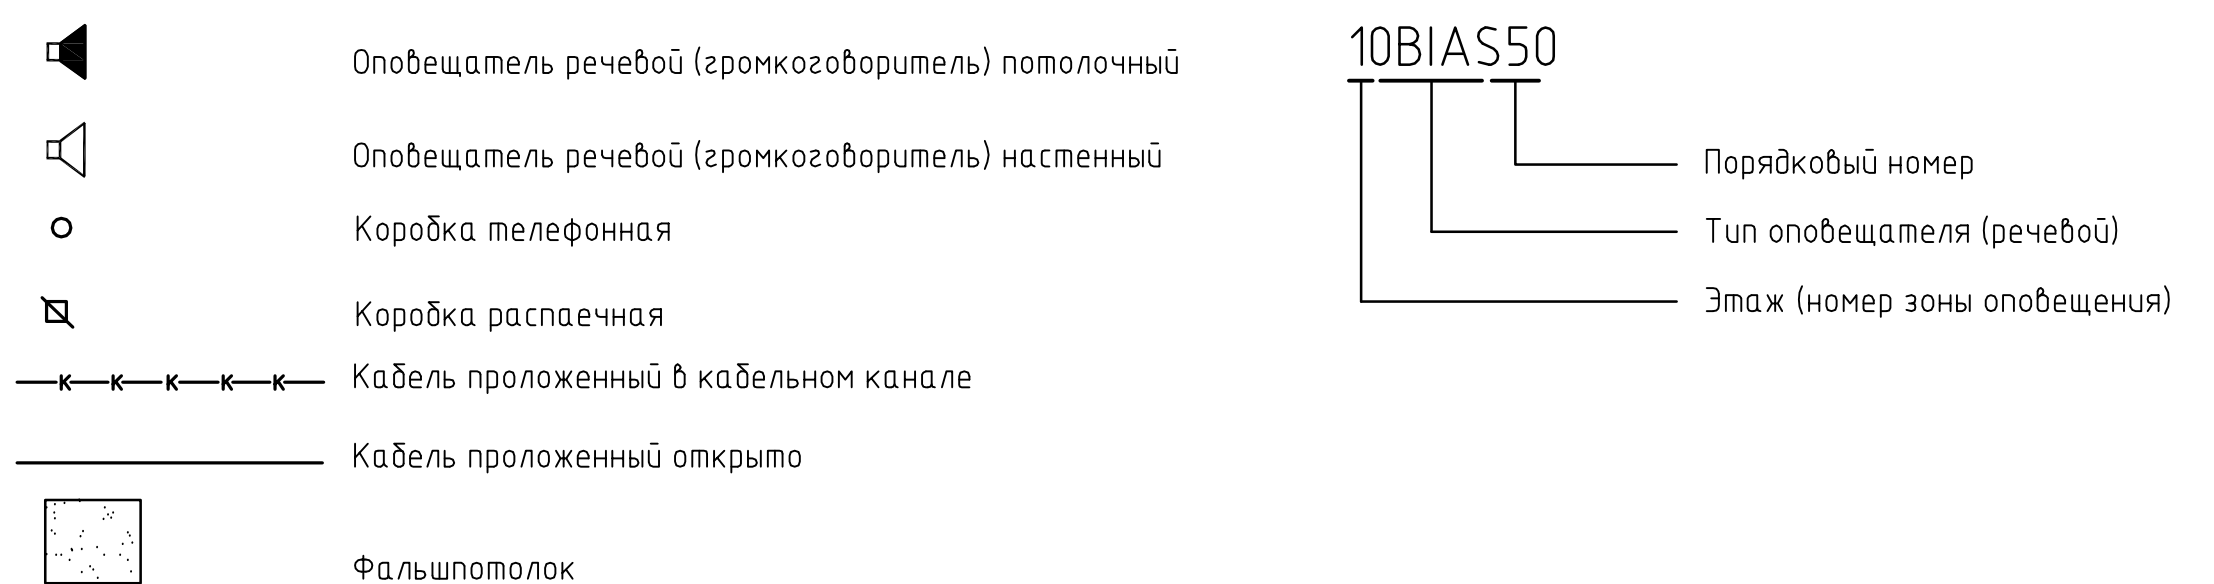 Оповещатель речевой (громкоговоритель) потолочный
Оповещатель речевой (громкоговоритель) настенный
Коробка телефонная
Коробка распаечная
К К К К К
Кабель проложенный в кабельном канале
Кабель проложенный открыто
Фальшпотолок
10BIAS50
Порядковый номер
Тип оповещателя (речевой)
Этаж (номер зоны оповещения)